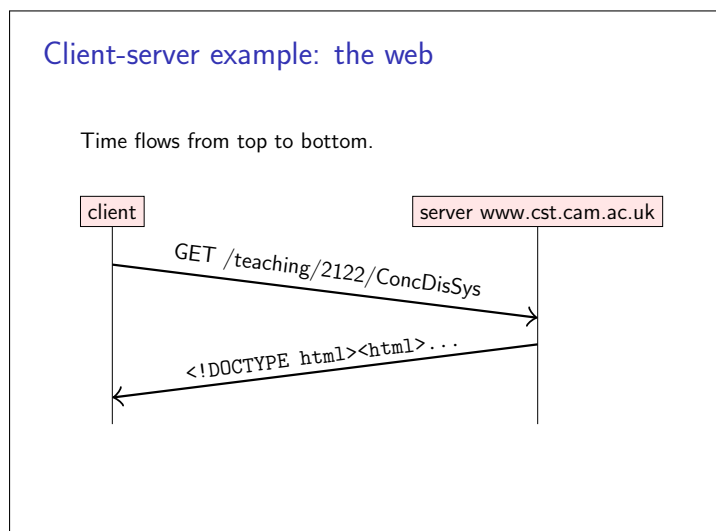 Client-server example: the web
Time flows from top to bottom.
client
server www.cst.cam.ac.uk
GET /teaching/2122/ConcDisSys
<!DOCTYPE html><html>...